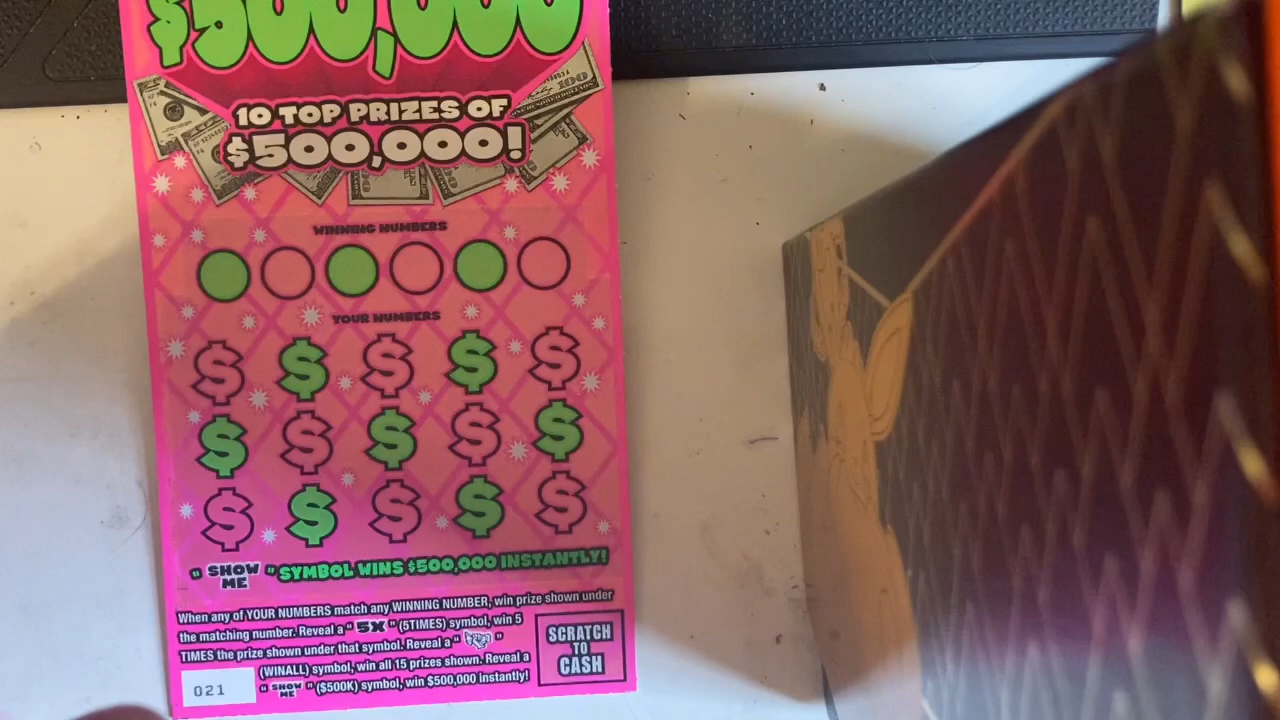 $500,000
10 TOP PRIZES OF
$500,000!
WINNING NUMBERS
YOUR NUMBERS
$ $ $ $ $
$ $ $ $ $
$ $ $ $ $
"SHOW ME" SYMBOL WINS $500,000 INSTANTLY!
When any of YOUR NUMBERS match any WINNING NUMBER, win prize shown under
the matching number. Reveal a "5X" (5TIMES) symbol, win 5
TIMES the prize shown under that symbol. Reveal a " "
(WINALL) symbol, win all 15 prizes shown. Reveal a
"SHOW ME" ($500K) symbol, win $500,000 instantly!
021
SCRATCH
TO
CASH